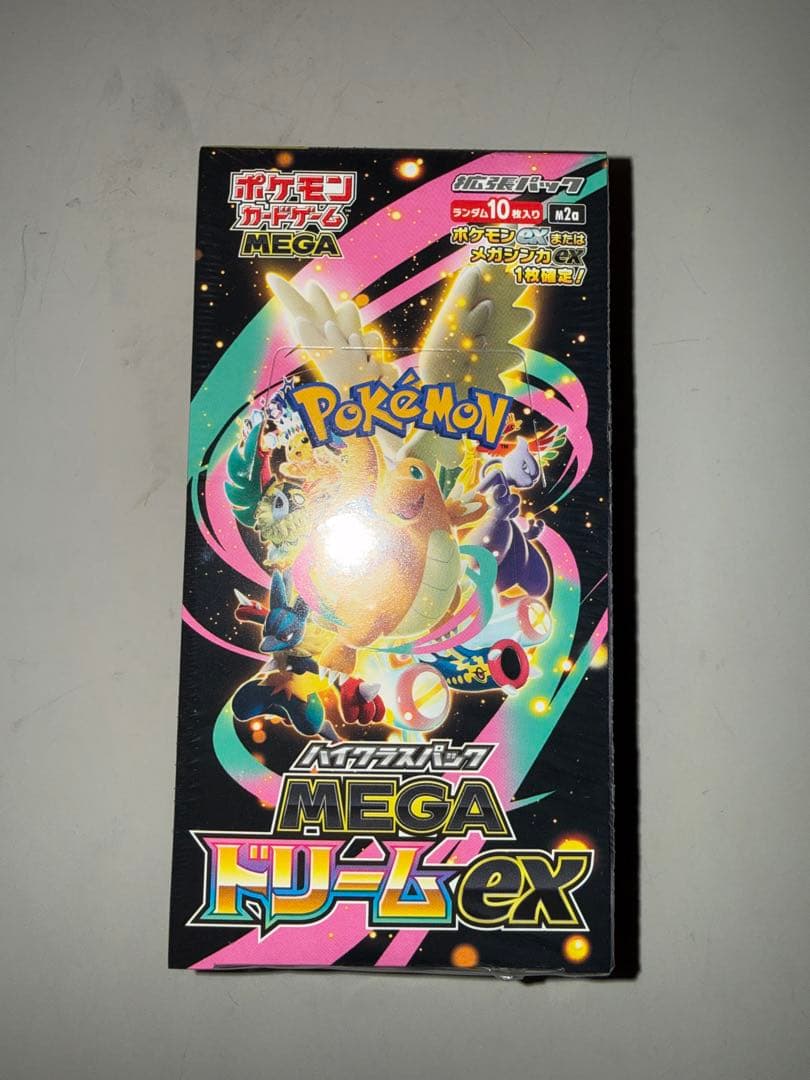 ポケモン
カードゲーム
MEGA
拡張パック
ランダム10枚入り M2a
ポケモンexまたは
メガシンカex
1枚確定!
POKéMON
ハイクラスパック
MEGA
ドリームex